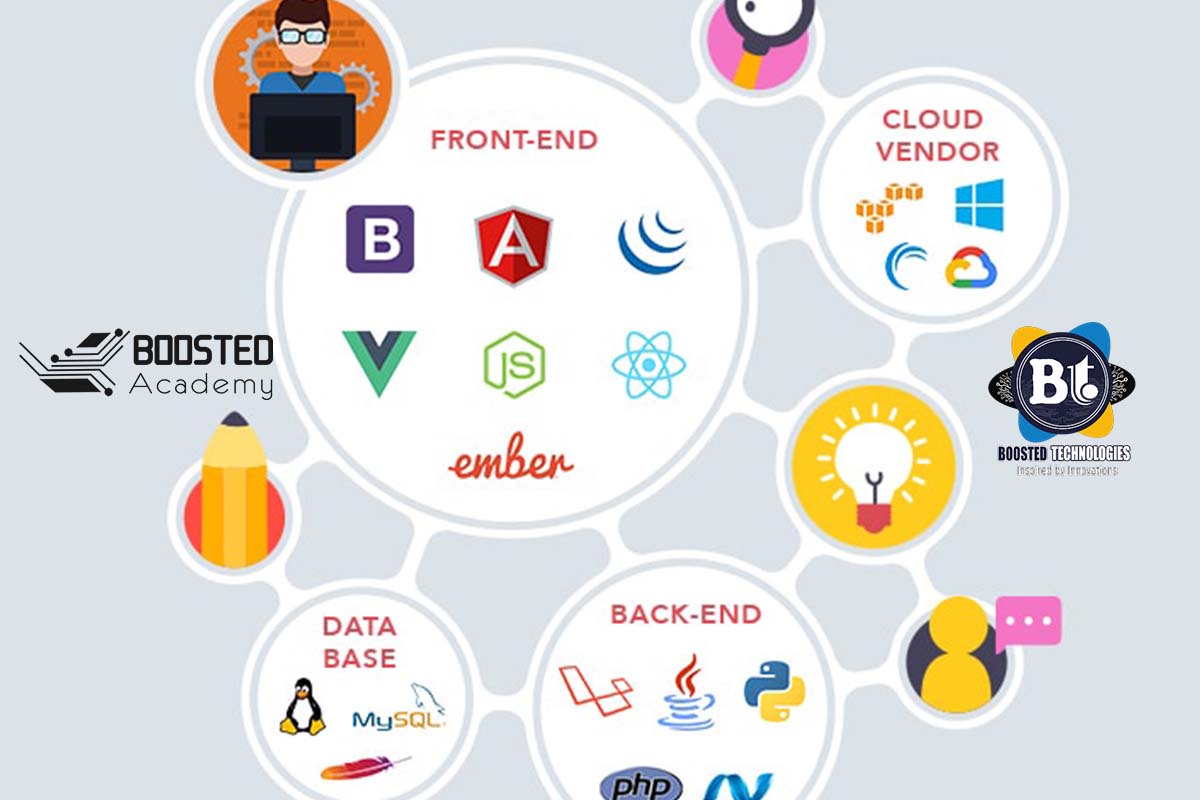 FRONT-END
CLOUD
VENDOR
B
A
JS
ember
BOOSTED
Academy
Bt
BOOSTED TECHNOLOGIES
Inspired by Innovations
DATA
BASE
MySQL
BACK-END
php